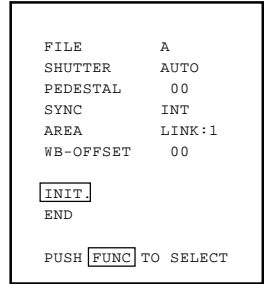 FILE A
SHUTTER AUTO
PEDESTAL 00
SYNC INT
AREA LINK:1
WB-OFFSET 00
INIT.
END
PUSH FUNC TO SELECT